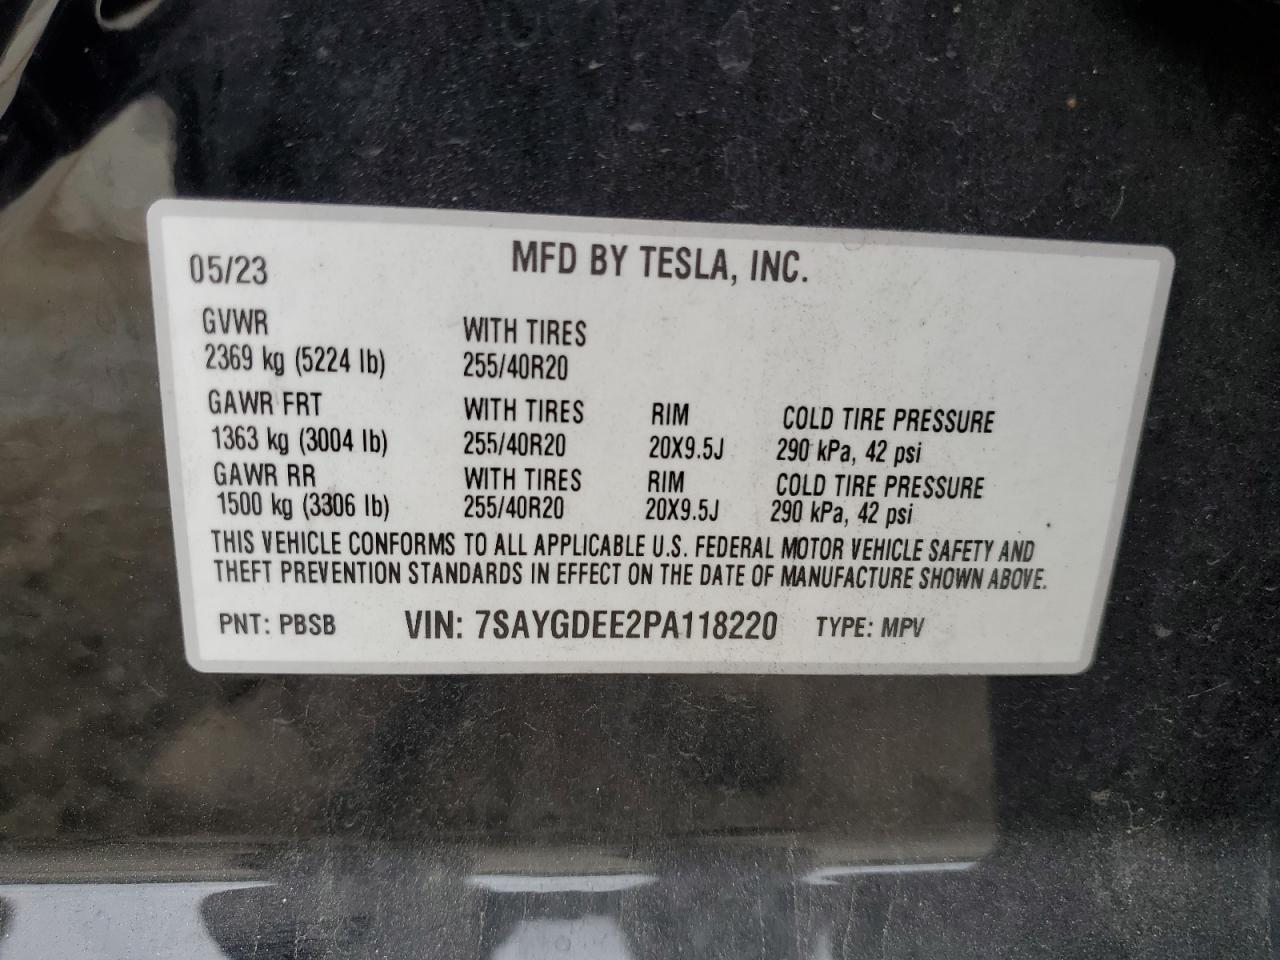 05/23 MFD BY TESLA, INC.
GVWR WITH TIRES
2369 kg (5224 lb) 255/40R20
GAWR FRT WITH TIRES RIM COLD TIRE PRESSURE
1363 kg (3004 lb) 255/40R20 20X9.5J 290 kPa, 42 psi
GAWR RR WITH TIRES RIM COLD TIRE PRESSURE
1500 kg (3306 lb) 255/40R20 20X9.5J 290 kPa, 42 psi
THIS VEHICLE CONFORMS TO ALL APPLICABLE U.S. FEDERAL MOTOR VEHICLE SAFETY AND
THEFT PREVENTION STANDARDS IN EFFECT ON THE DATE OF MANUFACTURE SHOWN ABOVE.
PNT: PBSB VIN: 7SAYGDEE2PA118220 TYPE: MPV